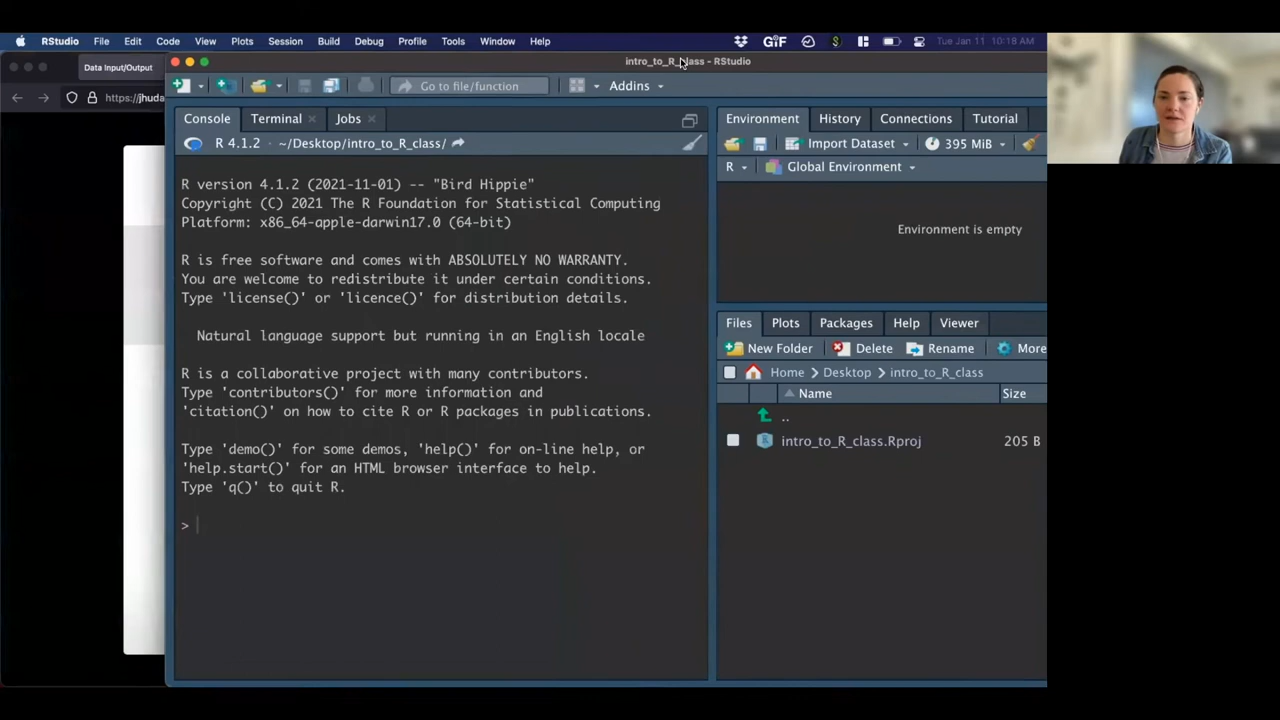 RStudio File Edit Code View Plots Session Build Debug Profile Tools Window Help GiF $ Tue Jan 11 10:18 AM
Data Input/Output
https://jhuda
intro_to_R_class - RStudio
Go to file/function Addins
Console Terminal Jobs
R 4.1.2 · ~/Desktop/intro_to_R_class/
R version 4.1.2 (2021-11-01) -- "Bird Hippie"
Copyright (C) 2021 The R Foundation for Statistical Computing
Platform: x86_64-apple-darwin17.0 (64-bit)
R is free software and comes with ABSOLUTELY NO WARRANTY.
You are welcome to redistribute it under certain conditions.
Type 'license()' or 'licence()' for distribution details.
Natural language support but running in an English locale
R is a collaborative project with many contributors.
Type 'contributors()' for more information and
'citation()' on how to cite R or R packages in publications.
Type 'demo()' for some demos, 'help()' for on-line help, or
'help.start()' for an HTML browser interface to help.
Type 'q()' to quit R.
>
Environment History Connections Tutorial
Import Dataset 395 MiB
R Global Environment
Environment is empty
Files Plots Packages Help Viewer
New Folder Delete Rename More
Home Desktop intro_to_R_class
Name Size
..
intro_to_R_class.Rproj 205 B